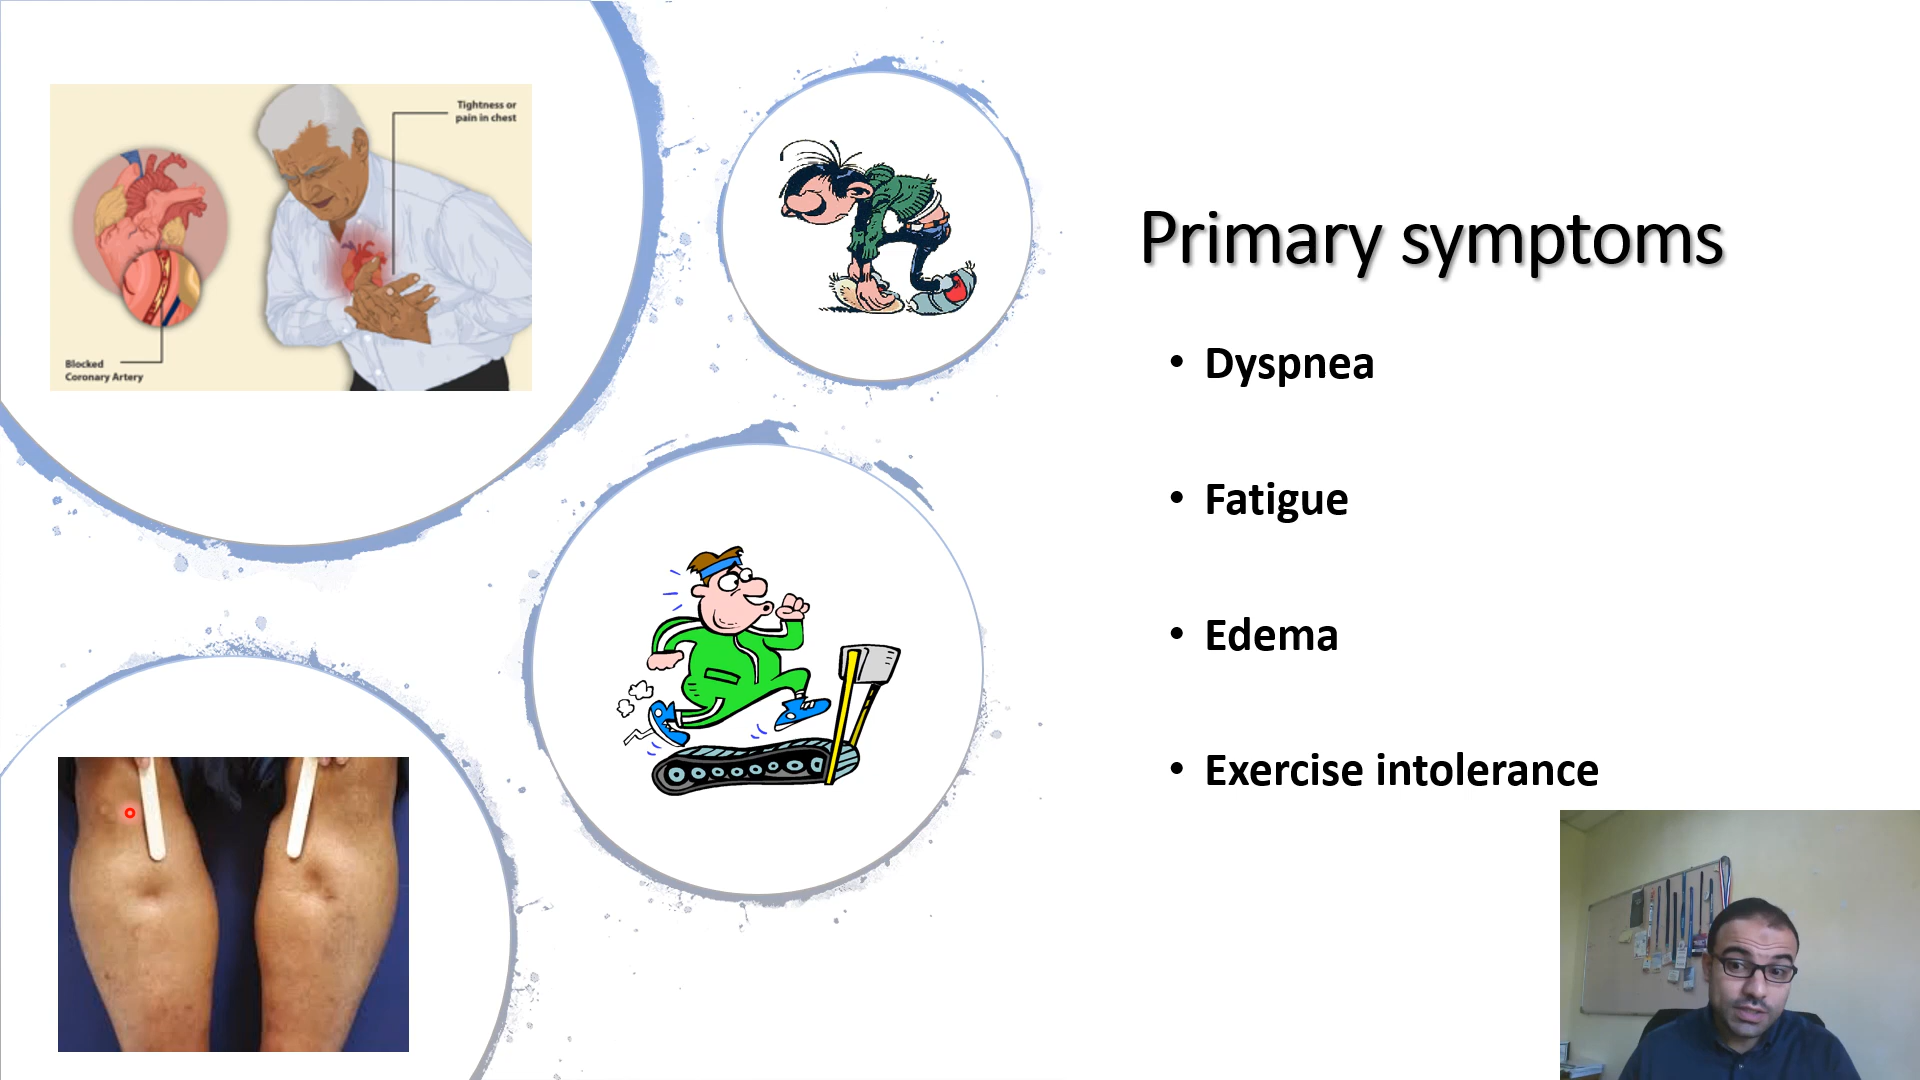 Tightness or
pain in chest
Blocked
Coronary Artery
Primary symptoms
• Dyspnea
• Fatigue
• Edema
• Exercise intolerance